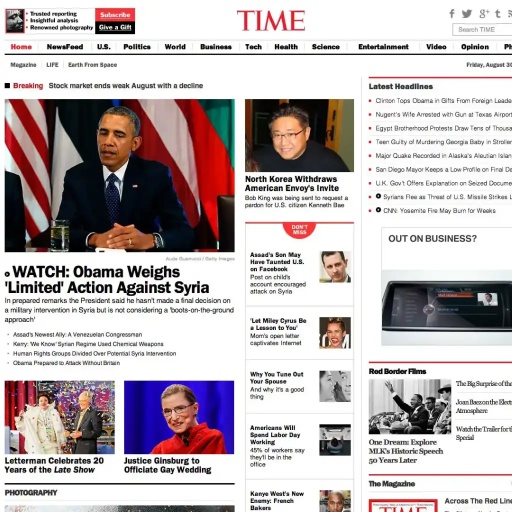 Trusted reporting
Insightful analysis
Renowned photography
Subscribe
Give a Gift
TIME
Search TIME
Home
NewsFeed
U.S.
Politics
World
Business
Tech
Health
Science
Entertainment
Video
Opinion
Magazine
LIFE
Earth From Space
Friday, August 30
Breaking Stock market ends weak August with a decline
Auda Guerrucci / Getty Images
WATCH: Obama Weighs
'Limited' Action Against Syria
In prepared remarks the President said he hasn't made a final decision on
a military intervention in Syria but is not considering a 'boots-on-the-ground
approach'
Assad's Newest Ally: A Venezuelan Congressman
Kerry: 'We Know' Syrian Regime Used Chemical Weapons
Human Rights Groups Divided Over Potential Syria Intervention
Obama Prepared to Attack Without Britain
Letterman Celebrates 20
Years of the Late Show
Justice Ginsburg to
Officiate Gay Wedding
PHOTOGRAPHY
North Korea Withdraws
American Envoy's Invite
Bob King was being sent to request a
pardon for U.S. citizen Kenneth Bae
DON'T
MISS
Assad's Son May
Have Taunted U.S.
on Facebook
Post on child's
account encouraged
attack on Syria
'Let Miley Cyrus Be
a Lesson to You'
Mom's open letter
captivates Internet
Why You Tune Out
Your Spouse
And why it's a good
thing
Americans Will
Spend Labor Day
Working
45% of workers say
they'll be in the
office
Kanye West's New
Enemy: French
Bakers
Latest Headlines
Clinton Tops Obama in Gifts From Foreign Leade
Nugent's Wife Arrested with Gun at Texas Airport
Egypt Brotherhood Protests Draw Tens of Thousa
Teen Guilty of Murdering Georgia Baby in Stroller
Major Quake Recorded in Alaska's Aleutian Islan
San Diego Mayor Keeps a Low Profile on Final Da
U.K. Gov't Offers Explanation on Seized Docume
Syrians Flee as Threat of U.S. Missile Strikes L
CNN: Yosemite Fire May Burn for Weeks
OUT ON BUSINESS?
Red Border Films
One Dream: Explore
MLK's Historic Speech
50 Years Later
The Big Surprise of the
Joan Baez on the Elect
Atmosphere
Watch the Trailer for t
Special
The Magazine
TIME
Across The Red Line